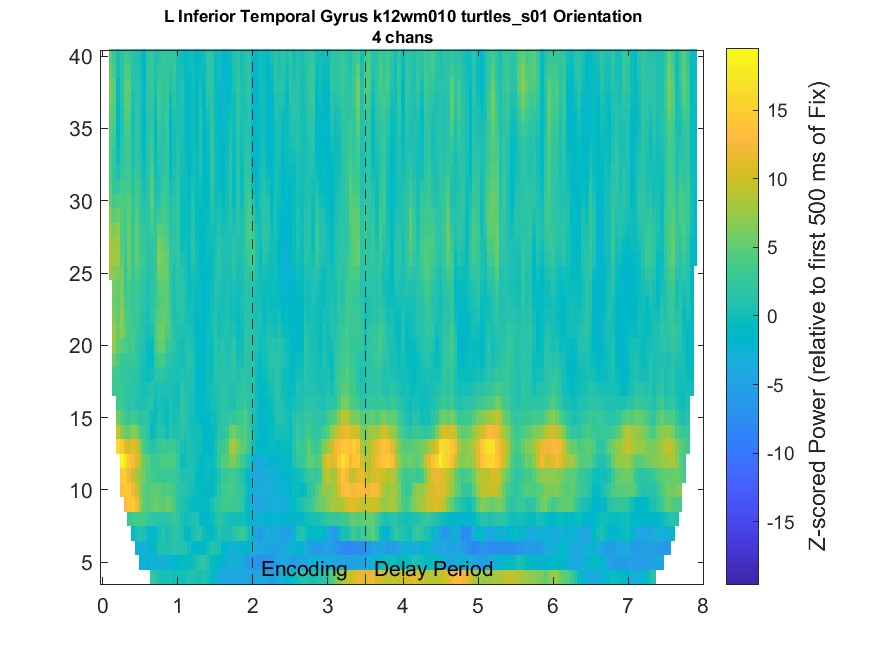 L Inferior Temporal Gyrus k12wm010 turtles_s01 Orientation
4 chans
40
35
30
25
20
15
10
5
0 1 2 3 4 5 6 7 8
Encoding
Delay Period
15
10
5
0
-5
-10
-15
Z-scored Power (relative to first 500 ms of Fix)